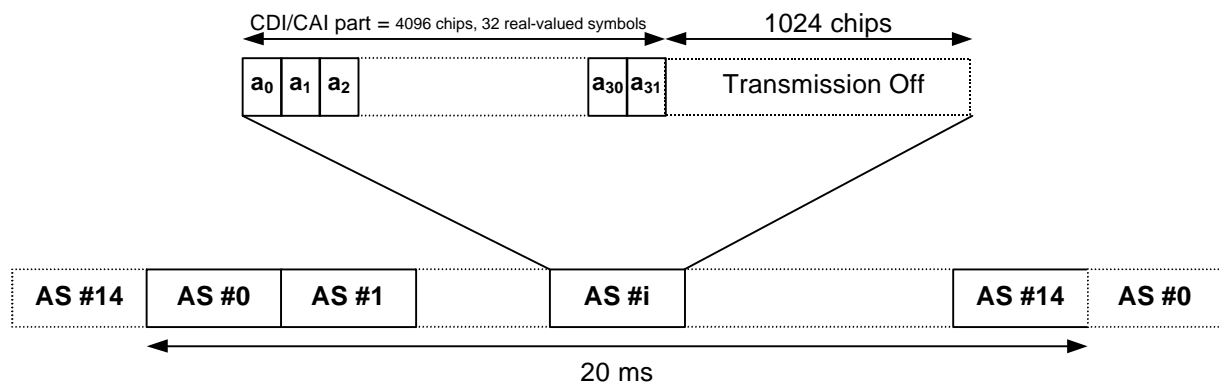 CDI/CAI part = 4096 chips, 32 real-valued symbols
1024 chips
a0 a1 a2 a30 a31 Transmission Off
AS #14 AS #0 AS #1 AS #i AS #14 AS #0
20 ms